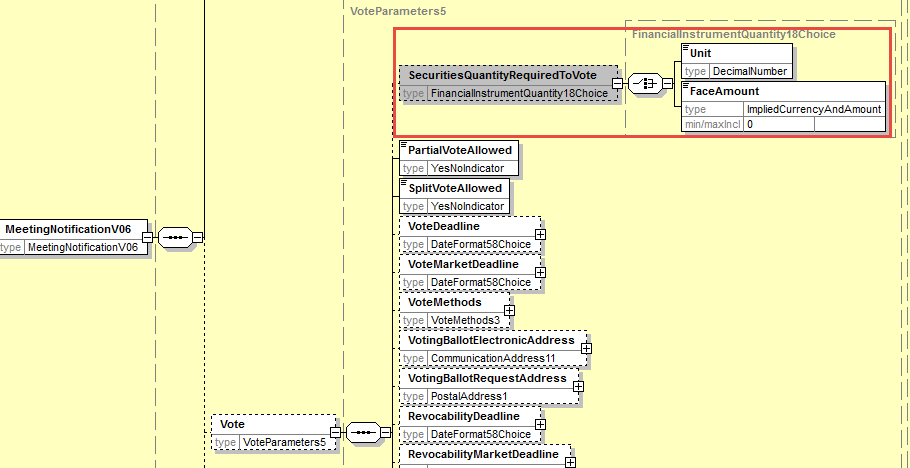 VoteParameters5
FinancialInstrumentQuantity18Choice
SecuritiesQuantityRequiredToVote
type FinancialInstrumentQuantity18Choice
Unit
type DecimalNumber
FaceAmount
type ImpliedCurrencyAndAmount
min/maxIncl 0
PartialVoteAllowed
type YesNoIndicator
SplitVoteAllowed
type YesNoIndicator
MeetingNotificationV06
type MeetingNotificationV06
VoteDeadline
type DateFormat58Choice
VoteMarketDeadline
type DateFormat58Choice
VoteMethods
type VoteMethods3
VotingBallotElectronicAddress
type CommunicationAddress11
VotingBallotRequestAddress
type PostalAddress1
Vote
type VoteParameters5
RevocabilityDeadline
type DateFormat58Choice
RevocabilityMarketDeadline